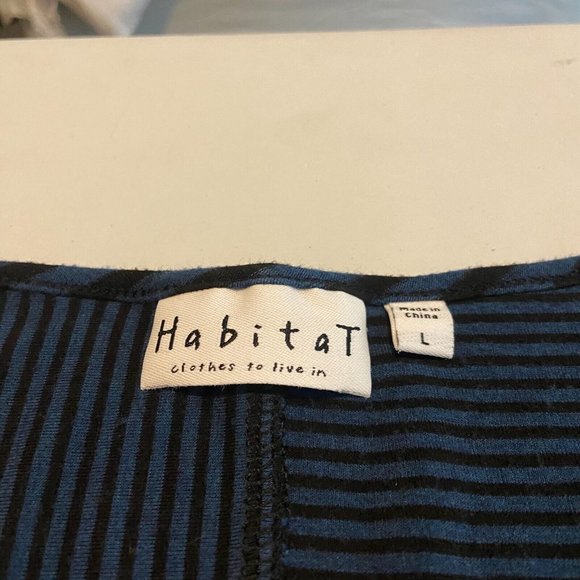 HabitaT
clothes to live in
Made in
China
L